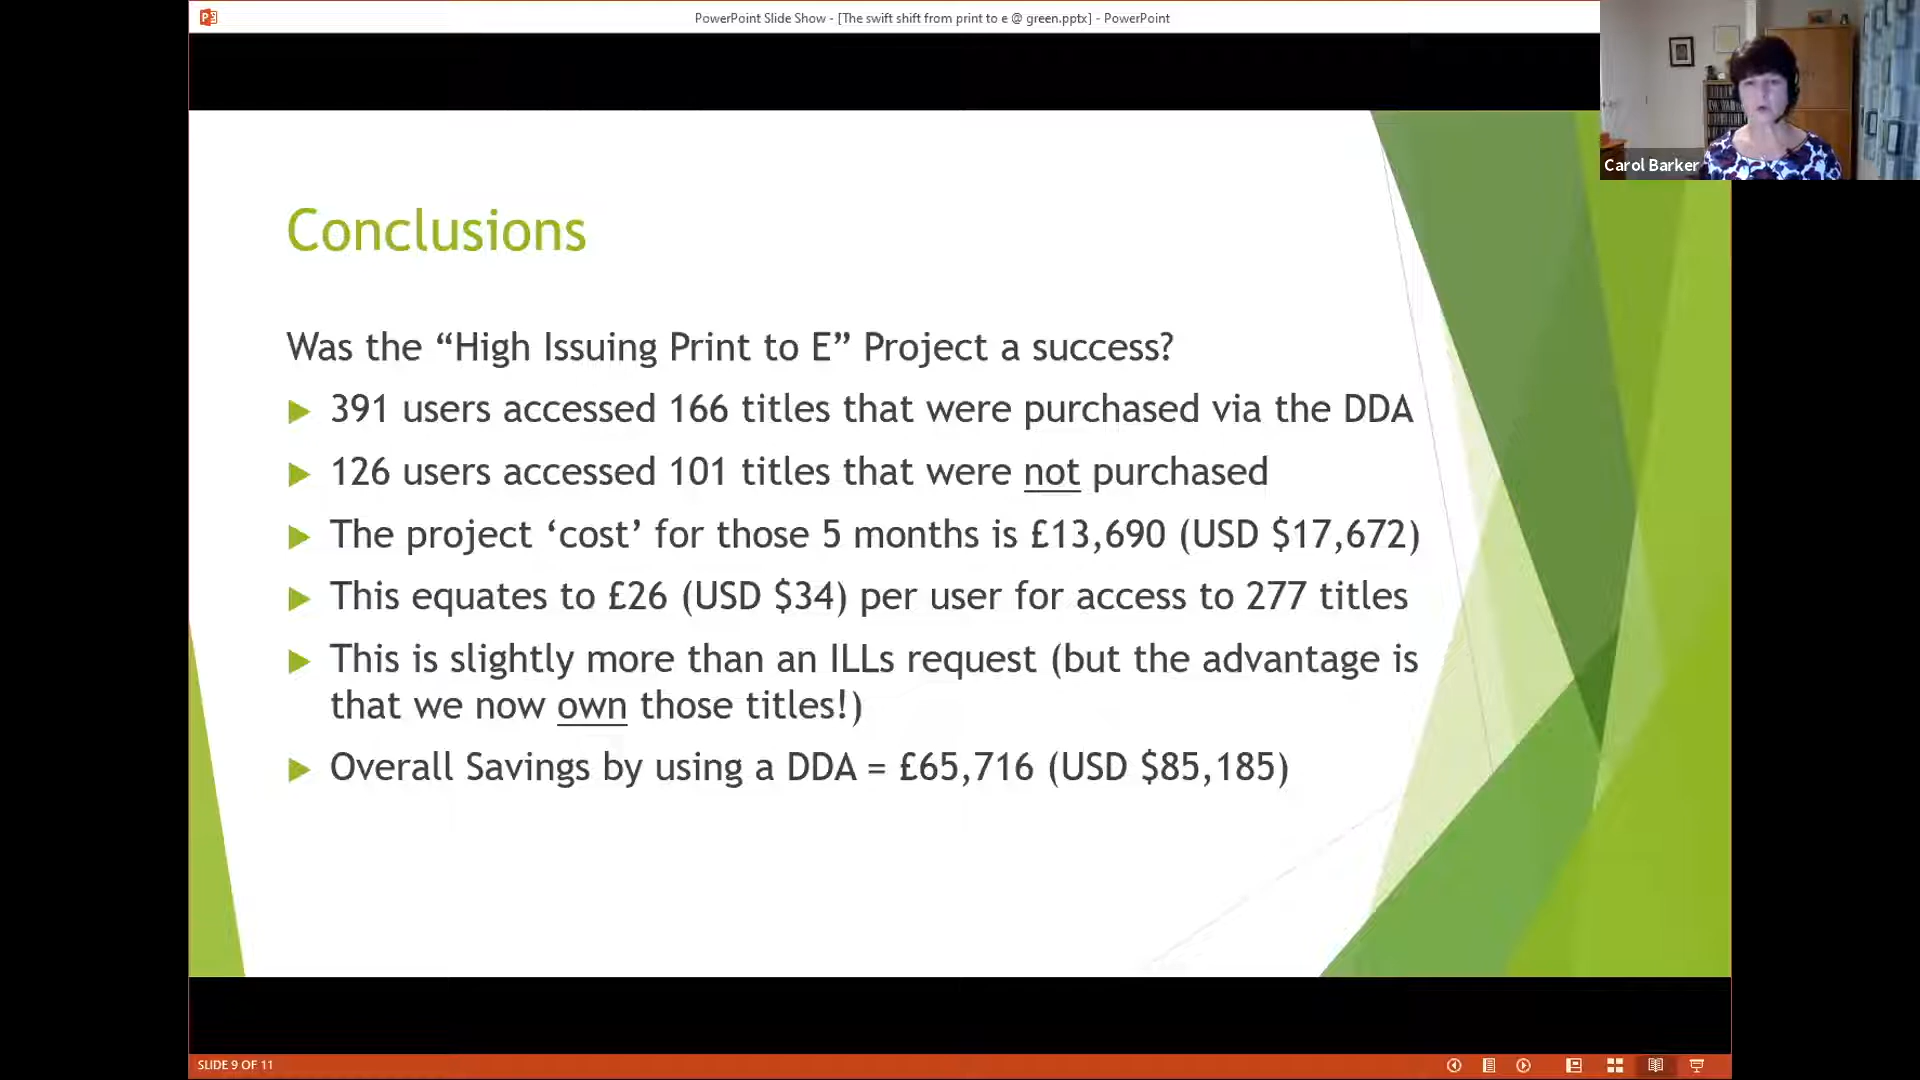 PowerPoint Slide Show - [The swift shift from print to e @ green.pptx] - PowerPoint
Carol Barker
Conclusions
Was the “High Issuing Print to E” Project a success?
391 users accessed 166 titles that were purchased via the DDA
126 users accessed 101 titles that were not purchased
The project ‘cost’ for those 5 months is £13,690 (USD $17,672)
This equates to £26 (USD $34) per user for access to 277 titles
This is slightly more than an ILLs request (but the advantage is
that we now own those titles!)
Overall Savings by using a DDA = £65,716 (USD $85,185)
SLIDE 9 OF 11